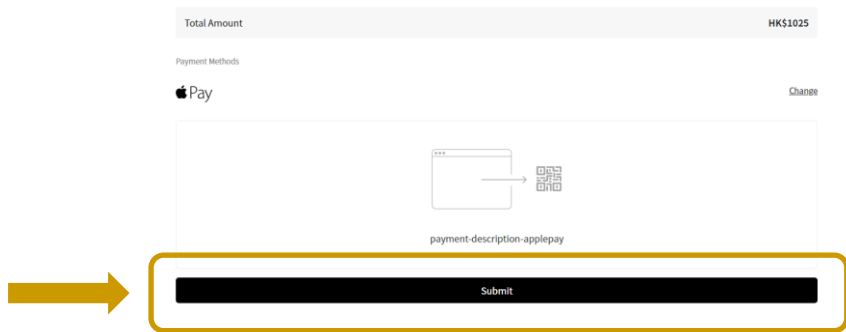 Total Amount HK$1025
Payment Methods
Pay Change
payment-description-applepay
Submit